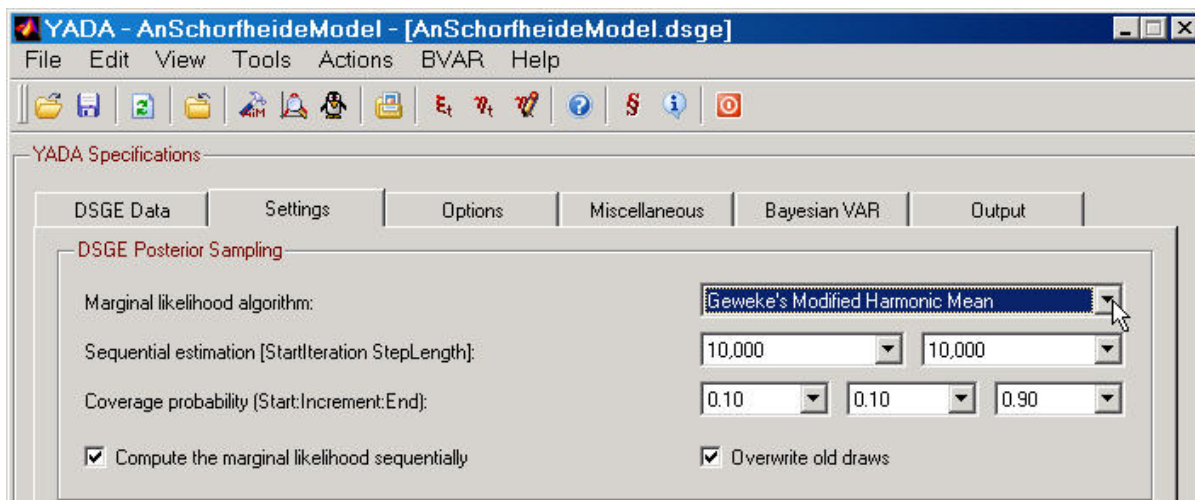 YADA - AnSchorfheideModel - [AnSchorfheideModel.dsge]
File Edit View Tools Actions BVAR Help
AiM ξt ηt § i
YADA Specifications
DSGE Data Settings Options Miscellaneous Bayesian VAR Output
DSGE Posterior Sampling
Marginal likelihood algorithm: Geweke's Modified Harmonic Mean
Sequential estimation [StartIteration StepLength]: 10,000 10,000
Coverage probability (Start:Increment:End): 0.10 0.10 0.90
Compute the marginal likelihood sequentially Overwrite old draws